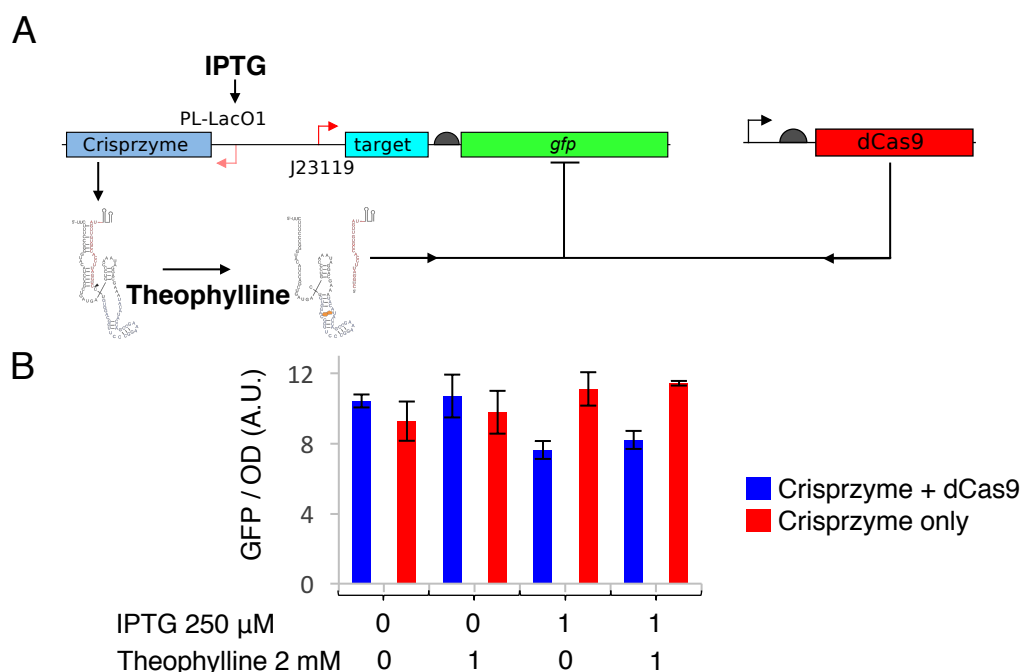 A
IPTG
PL-LacO1
Crisprzyme
target
gfp
dCas9
J23119
Theophylline
B
GFP / OD (A.U.)
12
8
4
0
Crisprzyme + dCas9
Crisprzyme only
IPTG 250 µM 0 0 1 1
Theophylline 2 mM 0 1 0 1